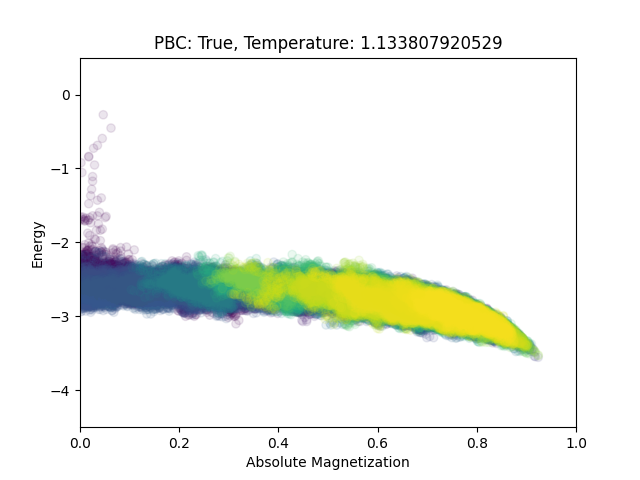 PBC: True, Temperature: 1.133807920529
0
−1
−2
−3
−4
Energy
0.0 0.2 0.4 0.6 0.8 1.0
Absolute Magnetization